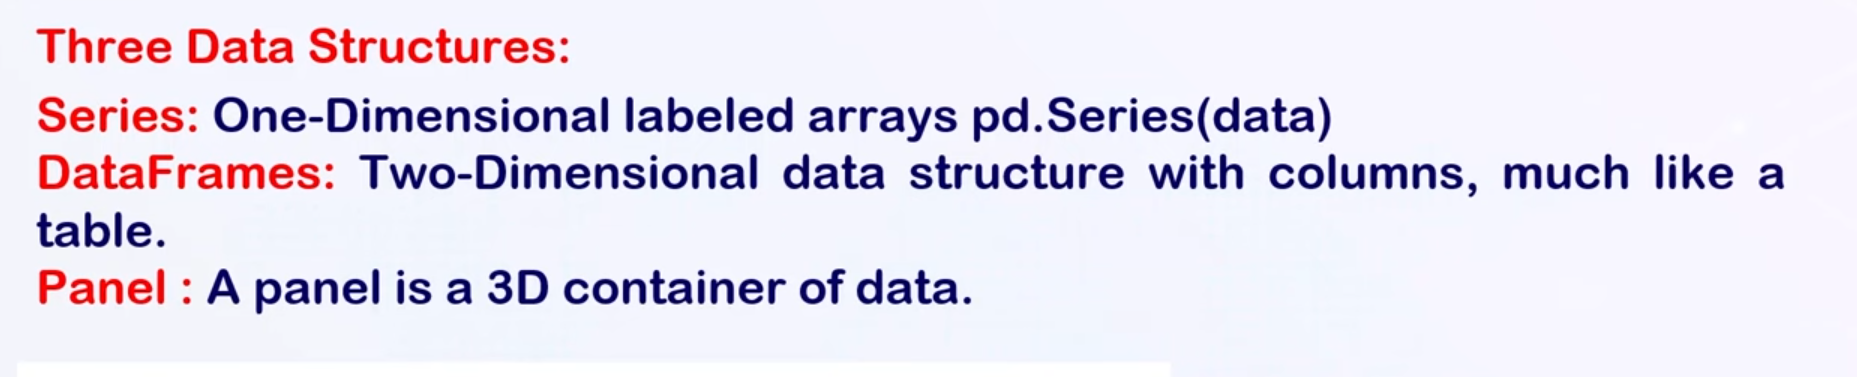 Three Data Structures:
Series: One-Dimensional labeled arrays pd.Series(data)
DataFrames: Two-Dimensional data structure with columns, much like a
table.
Panel : A panel is a 3D container of data.